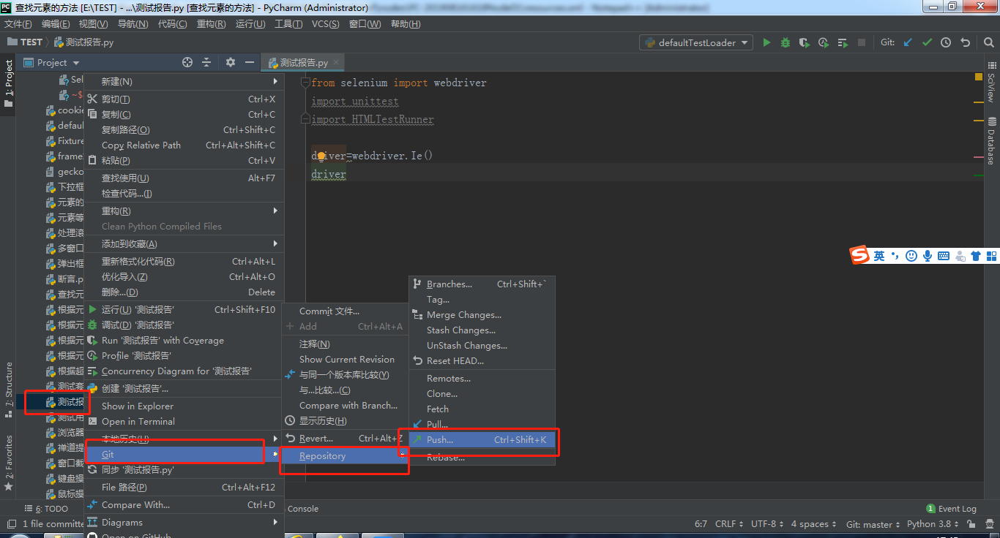 查找元素的方法 [E:\TEST] - ...\测试报告.py [查找元素的方法] - PyCharm (Administrator)
文件(F) 编辑(E) 视图(V) 导航(N) 代码(C) 重构(R) 运行(U) 工具(T) VCS(S) 窗口(W) 帮助(H)
TEST 测试报告.py defaultTestLoader Git:
Project 测试报告.py
1: Project
7: Structure
2: Favorites
Sel
~$
cookie
defaul
Fixture
frame
gecko
下拉框
元素的
元素等
处理滚
多窗口
弹出框
断言.p
查找元
根据元
根据元
根据元
根据元
根据超
测试套
测试报
测试用
浏览器
禅道提
窗口截
键盘操
鼠标操
新建(N)
剪切(T) Ctrl+X
复制(C) Ctrl+C
复制路径(O) Ctrl+Shift+C
Copy Relative Path Ctrl+Alt+Shift+C
粘贴(P) Ctrl+V
查找使用(U) Alt+F7
检查代码...(I)
重构(R)
Clean Python Compiled Files
添加到收藏(A)
重新格式化代码(R) Ctrl+Alt+L
优化导入(Z) Ctrl+Alt+O
删除...(D) Delete
运行(U) '测试报告' Ctrl+Shift+F10
调试(D) '测试报告'
Run '测试报告' with Coverage
Profile '测试报告'
Concurrency Diagram for '测试报告'
创建 '测试报告'...
Show in Explorer
Open in Terminal
本地历史(H)
Git
同步 '测试报告.py'
File 路径(P) Ctrl+Alt+F12
Compare With... Ctrl+D
Diagrams
Open on GitHub
Commit 文件...
Add Ctrl+Alt+A
注释(N)
Show Current Revision
与同一个版本库比较(Y)
与...比较...(C)
Compare with Branch...
显示历史(H)
Revert... Ctrl+Alt+Z
Repository
Branches... Ctrl+Shift+`
Tag...
Merge Changes...
Stash Changes...
UnStash Changes...
Reset HEAD...
Remotes...
Clone...
Fetch
Pull...
Push... Ctrl+Shift+K
Rebase...
from selenium import webdriver
import unittest
import HTMLTestRunner
driver=webdriver.Ie()
driver
SciView
Database
英
6: TODO Console 1 Event Log
1 file committe 6:7 CRLF UTF-8 4 spaces Git: master Python 3.8